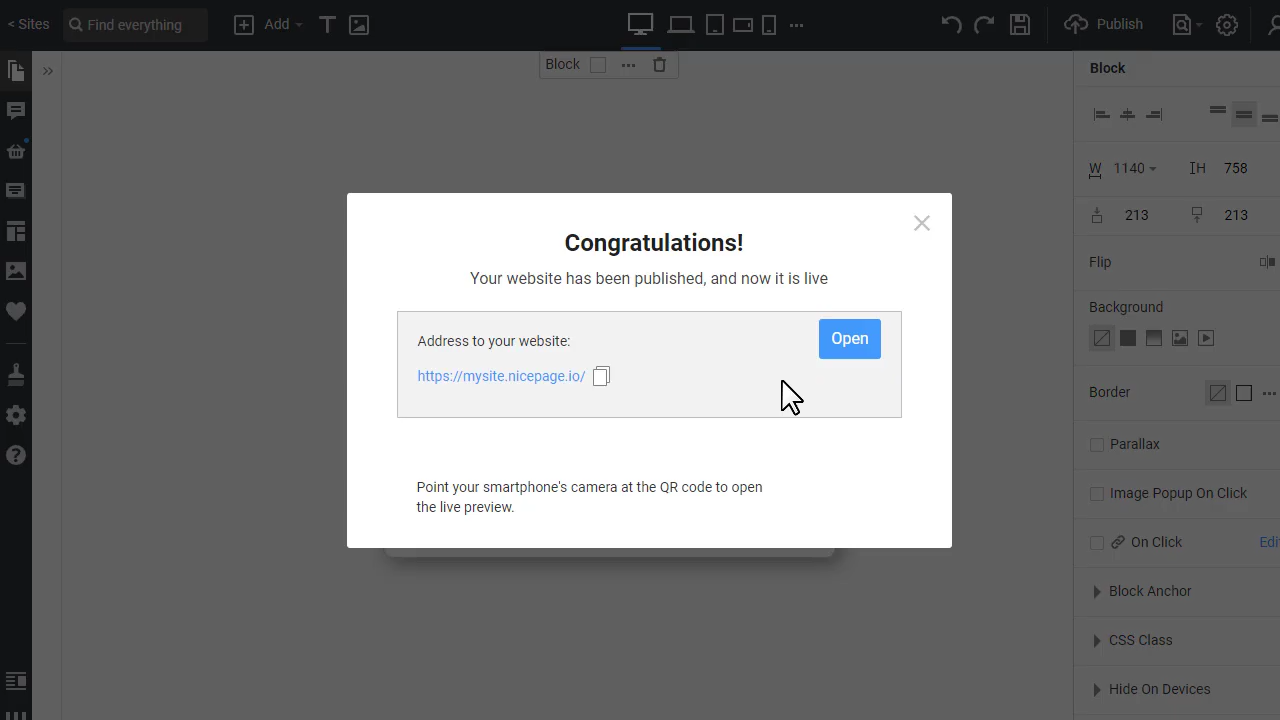 < Sites
Find everything
Add
Publish
Block
Block
W 1140
H 758
213
213
Flip
Background
Border
Parallax
Image Popup On Click
On Click
Block Anchor
CSS Class
Hide On Devices
Congratulations!
Your website has been published, and now it is live
Address to your website:
Open
https://mysite.nicepage.io/
Point your smartphone's camera at the QR code to open
the live preview.